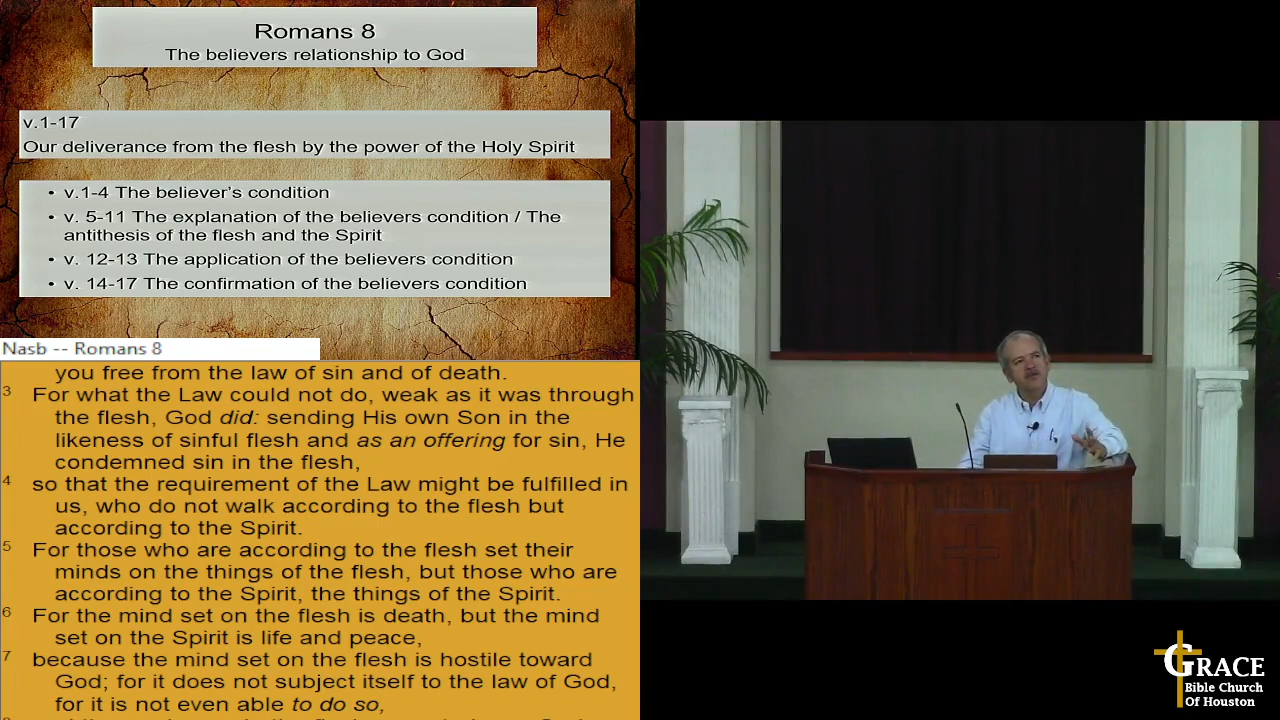 Romans 8
The believers relationship to God
v.1-17
Our deliverance from the flesh by the power of the Holy Spirit
• v.1-4 The believer's condition
• v. 5-11 The explanation of the believers condition / The
antithesis of the flesh and the Spirit
• v. 12-13 The application of the believers condition
• v. 14-17 The confirmation of the believers condition
Nasb -- Romans 8
you free from the law of sin and of death.
3 For what the Law could not do, weak as it was through
the flesh, God did: sending His own Son in the
likeness of sinful flesh and as an offering for sin, He
condemned sin in the flesh,
4 so that the requirement of the Law might be fulfilled in
us, who do not walk according to the flesh but
according to the Spirit.
5 For those who are according to the flesh set their
minds on the things of the flesh, but those who are
according to the Spirit, the things of the Spirit.
6 For the mind set on the flesh is death, but the mind
set on the Spirit is life and peace,
7 because the mind set on the flesh is hostile toward
God; for it does not subject itself to the law of God,
for it is not even able to do so,
GRACE
Bible Church
Of Houston